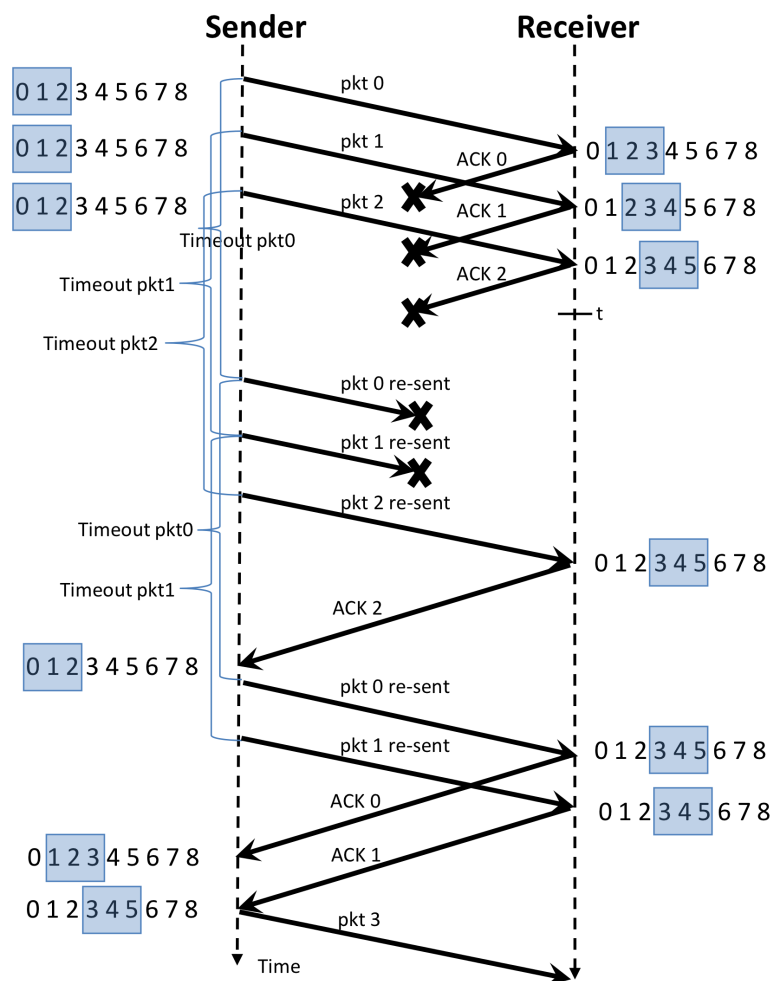 Sender
Receiver
0 1 2 3 4 5 6 7 8
pkt 0
0 1 2 3 4 5 6 7 8
pkt 1
ACK 0
0 1 2 3 4 5 6 7 8
0 1 2 3 4 5 6 7 8
pkt 2
ACK 1
0 1 2 3 4 5 6 7 8
Timeout pkt0
0 1 2 3 4 5 6 7 8
ACK 2
Timeout pkt1
t
Timeout pkt2
pkt 0 re-sent
pkt 1 re-sent
pkt 2 re-sent
Timeout pkt0
0 1 2 3 4 5 6 7 8
Timeout pkt1
ACK 2
0 1 2 3 4 5 6 7 8
pkt 0 re-sent
pkt 1 re-sent
0 1 2 3 4 5 6 7 8
ACK 0
0 1 2 3 4 5 6 7 8
0 1 2 3 4 5 6 7 8
ACK 1
0 1 2 3 4 5 6 7 8
pkt 3
Time